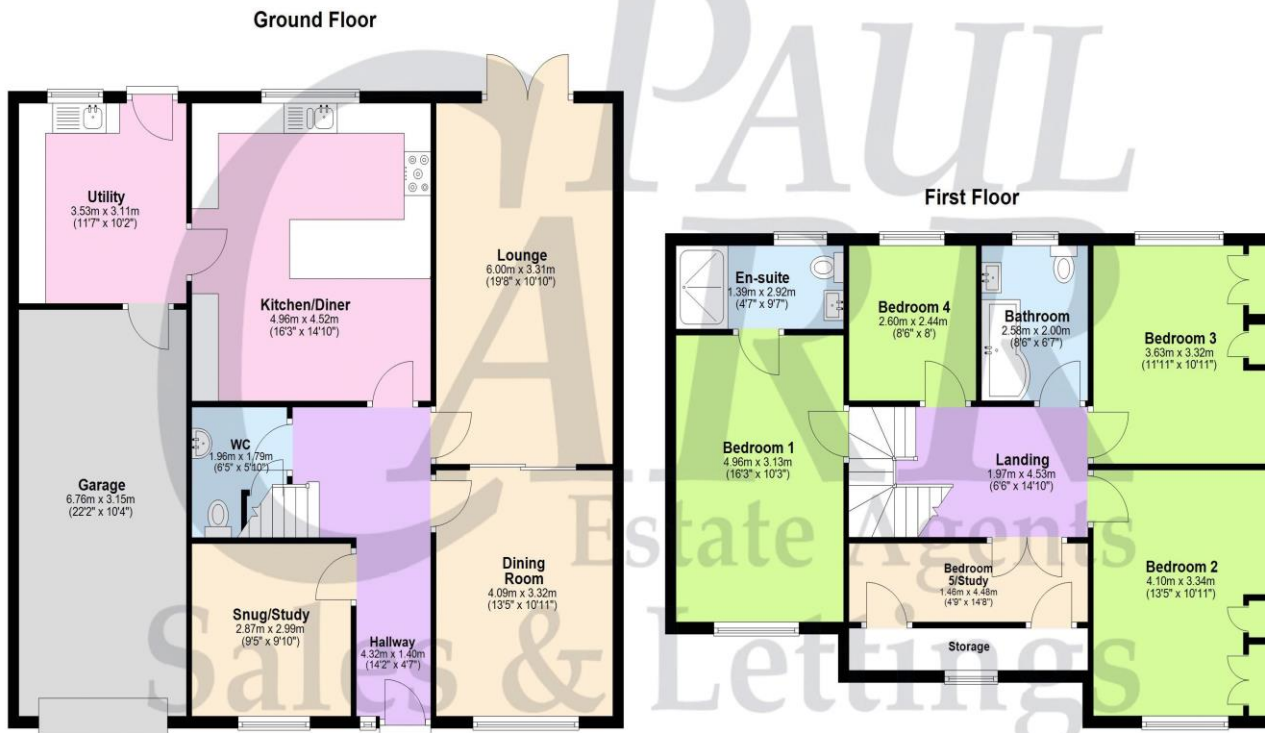 Ground Floor
PAUL
CARR
Estate Agents
Sales & Lettings
Utility
3.53m x 3.11m
(11'7" x 10'2")
Kitchen/Diner
4.96m x 4.52m
(16'3" x 14'10")
Lounge
6.00m x 3.31m
(19'8" x 10'10")
WC
1.96m x 1.79m
(6'5" x 5'10")
Garage
6.76m x 3.15m
(22'2" x 10'4")
Snug/Study
2.87m x 2.99m
(9'5" x 9'10")
Hallway
4.32m x 1.40m
(14'2" x 4'7")
Dining
Room
4.09m x 3.32m
(13'5" x 10'11")
First Floor
En-suite
1.39m x 2.92m
(4'7" x 9'7")
Bedroom 4
2.60m x 2.44m
(8'6" x 8')
Bathroom
2.58m x 2.00m
(8'6" x 6'7")
Bedroom 3
3.63m x 3.32m
(11'11" x 10'11")
Bedroom 1
4.96m x 3.13m
(16'3" x 10'3")
Landing
1.97m x 4.53m
(6'6" x 14'10")
Bedroom
5/Study
1.46m x 4.48m
(4'9" x 14'8")
Bedroom 2
4.10m x 3.34m
(13'5" x 10'11")
Storage